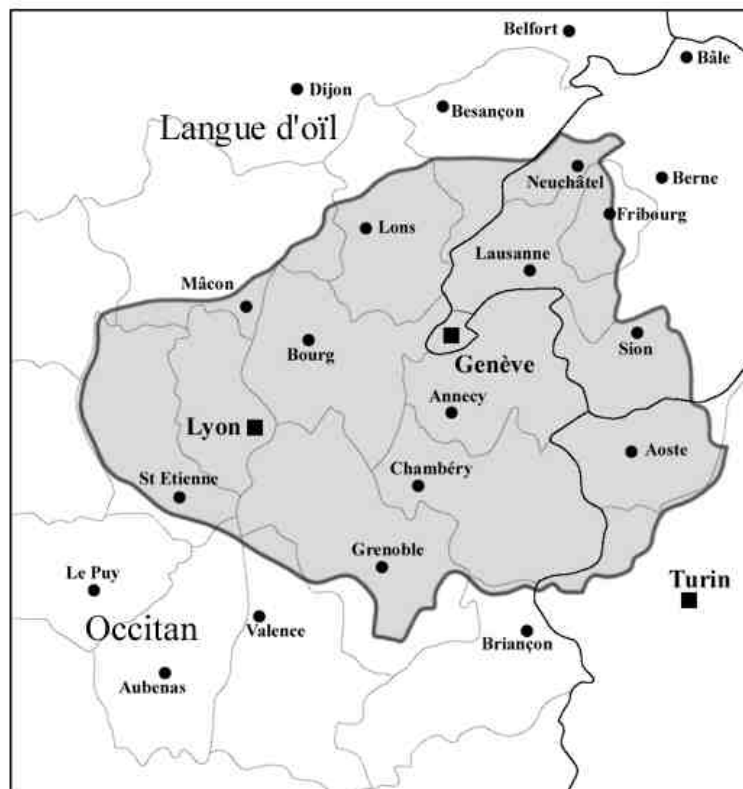 Belfort
Bâle
Dijon
Besançon
Langue d'oïl
Neuchâtel
Berne
Fribourg
Lons
Lausanne
Mâcon
Sion
Bourg
Genève
Annecy
Lyon
Aoste
Chambéry
St Etienne
Grenoble
Le Puy
Turin
Occitan
Valence
Briançon
Aubenas